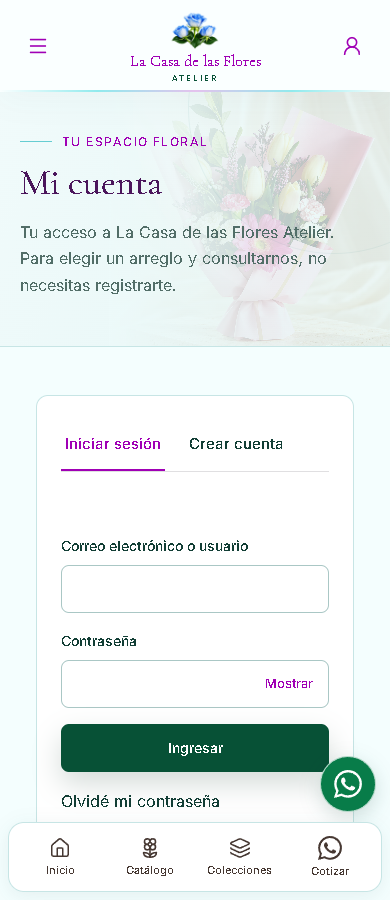 La Casa de las Flores
ATELIER
TU ESPACIO FLORAL
Mi cuenta
Tu acceso a La Casa de las Flores Atelier.
Para elegir un arreglo y consultarnos, no
necesitas registrarte.
Iniciar sesión Crear cuenta
Correo electrónico o usuario
Contraseña
Mostrar
Ingresar
Olvidé mi contraseña
Inicio Catálogo Colecciones Cotizar